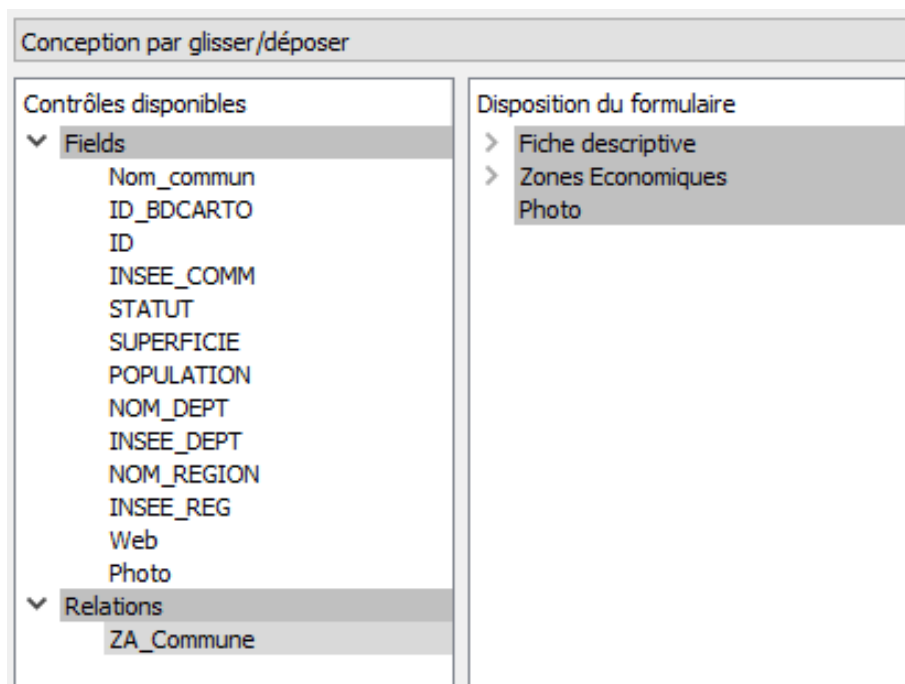 Conception par glisser/déposer
Contrôles disponibles
Fields
Nom_commun
ID_BDCARTO
ID
INSEE_COMM
STATUT
SUPERFICIE
POPULATION
NOM_DEPT
INSEE_DEPT
NOM_REGION
INSEE_REG
Web
Photo
Relations
ZA_Commune
Disposition du formulaire
Fiche descriptive
Zones Economiques
Photo